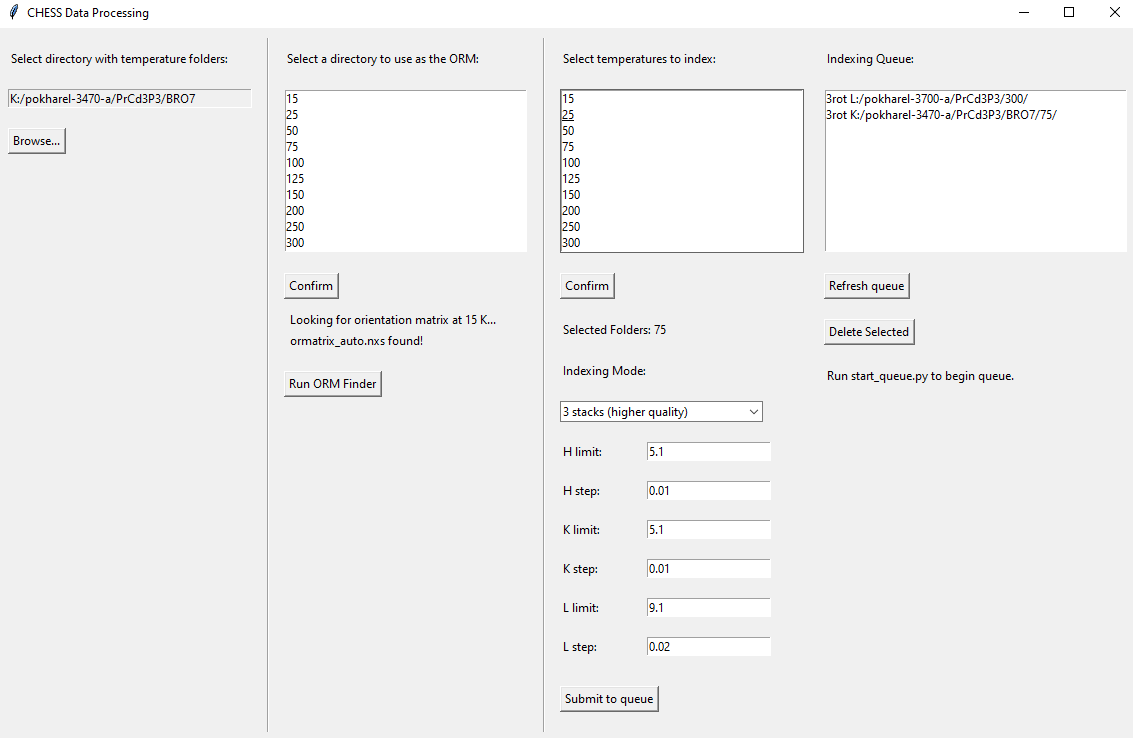 CHESS Data Processing
Select directory with temperature folders:
K:/pokharel-3470-a/PrCd3P3/BRO7
Browse...
Select a directory to use as the ORM:
15
25
50
75
100
125
150
200
250
300
Confirm
Looking for orientation matrix at 15 K...
ormatrix_auto.nxs found!
Run ORM Finder
Select temperatures to index:
15
25
50
75
100
125
150
200
250
300
Confirm
Selected Folders: 75
Indexing Mode:
3 stacks (higher quality)
H limit: 5.1
H step: 0.01
K limit: 5.1
K step: 0.01
L limit: 9.1
L step: 0.02
Submit to queue
Indexing Queue:
3rot L:/pokharel-3700-a/PrCd3P3/300/
3rot K:/pokharel-3470-a/PrCd3P3/BRO7/75/
Refresh queue
Delete Selected
Run start_queue.py to begin queue.